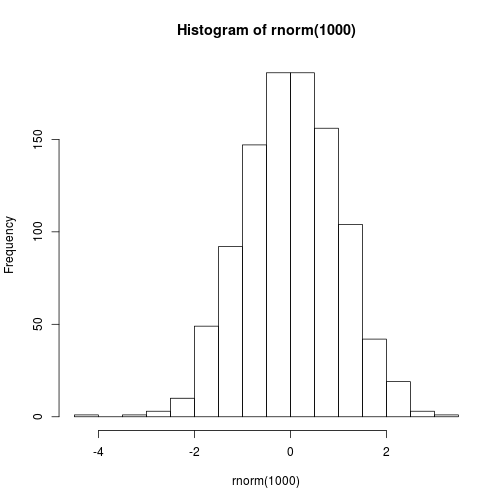 Histogram of rnorm(1000)
Frequency
150
100
50
0
-4 -2 0 2
rnorm(1000)